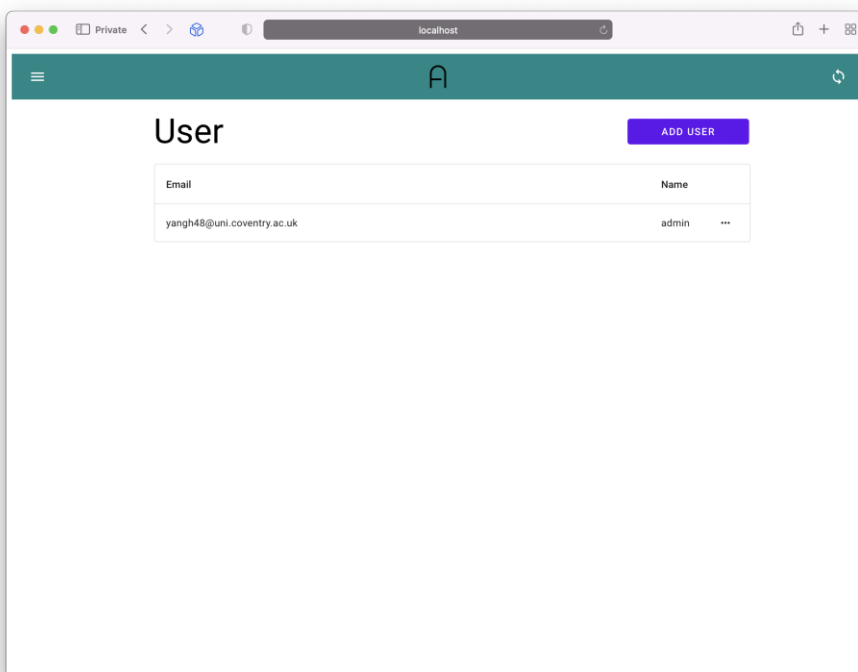 Private
localhost
A
User
ADD USER
Email Name
yangh48@uni.coventry.ac.uk admin